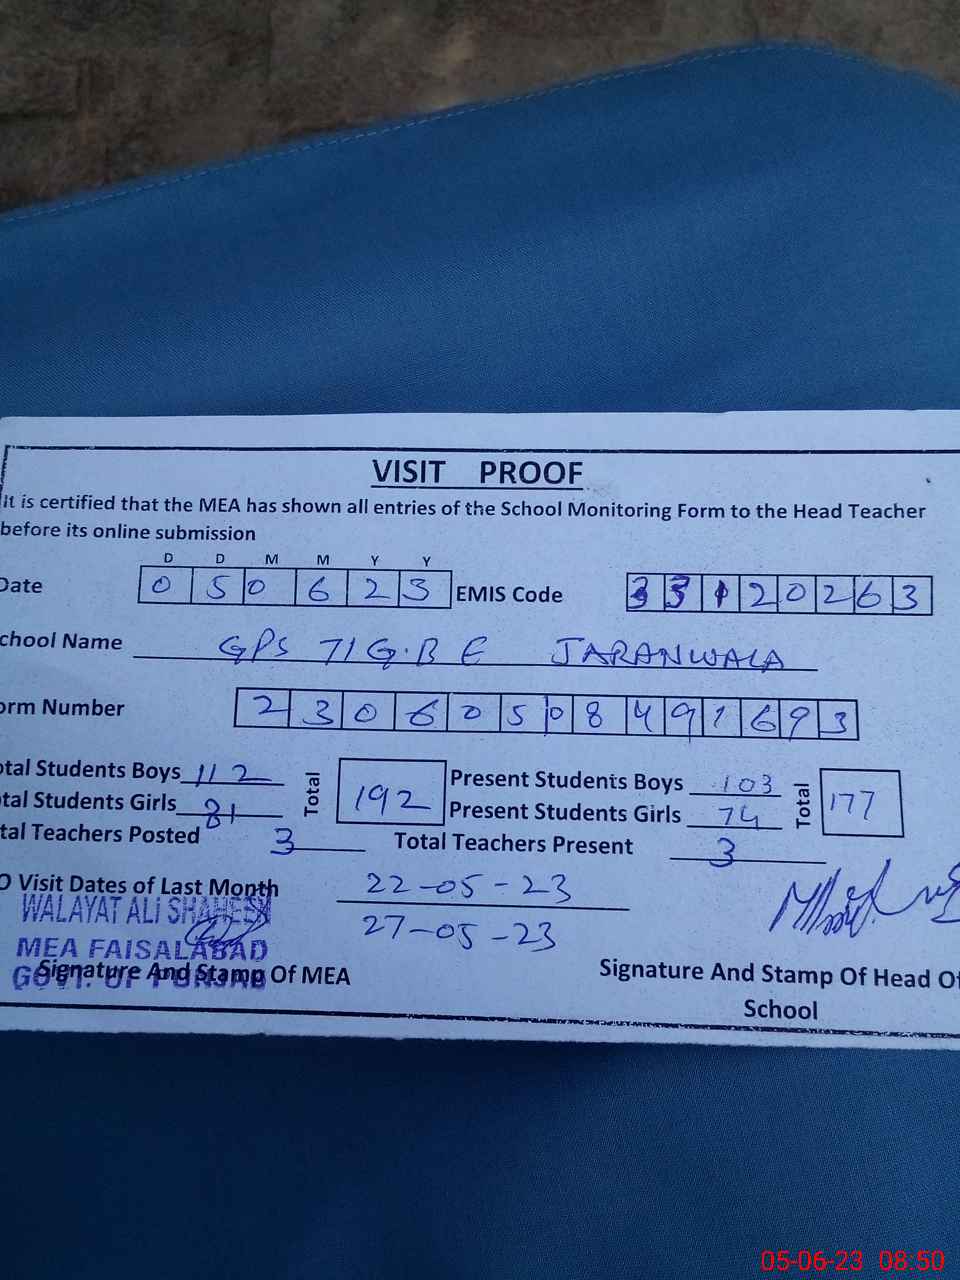 VISIT PROOF
It is certified that the MEA has shown all entries of the School Monitoring Form to the Head Teacher
before its online submission
D D M M Y Y
Date 0 5 0 6 2 3 EMIS Code 3 3 1 2 0 2 6 3
chool Name GPS 71 G.B E JARANWALA
orm Number 2 3 0 6 0 5 0 8 4 9 1 6 9 3
otal Students Boys 112 Total 192 Present Students Boys 103 Total 177
tal Students Girls 81 Present Students Girls 74
tal Teachers Posted 3 Total Teachers Present 3
O Visit Dates of Last Month 22-05-23
WALAYAT ALI SHAHEEN
27-05-23
MEA FAISALABAD
GOVT. OF PUNJAB
Signature And Stamp Of MEA Signature And Stamp Of Head Of
School
05-06-23 08:50